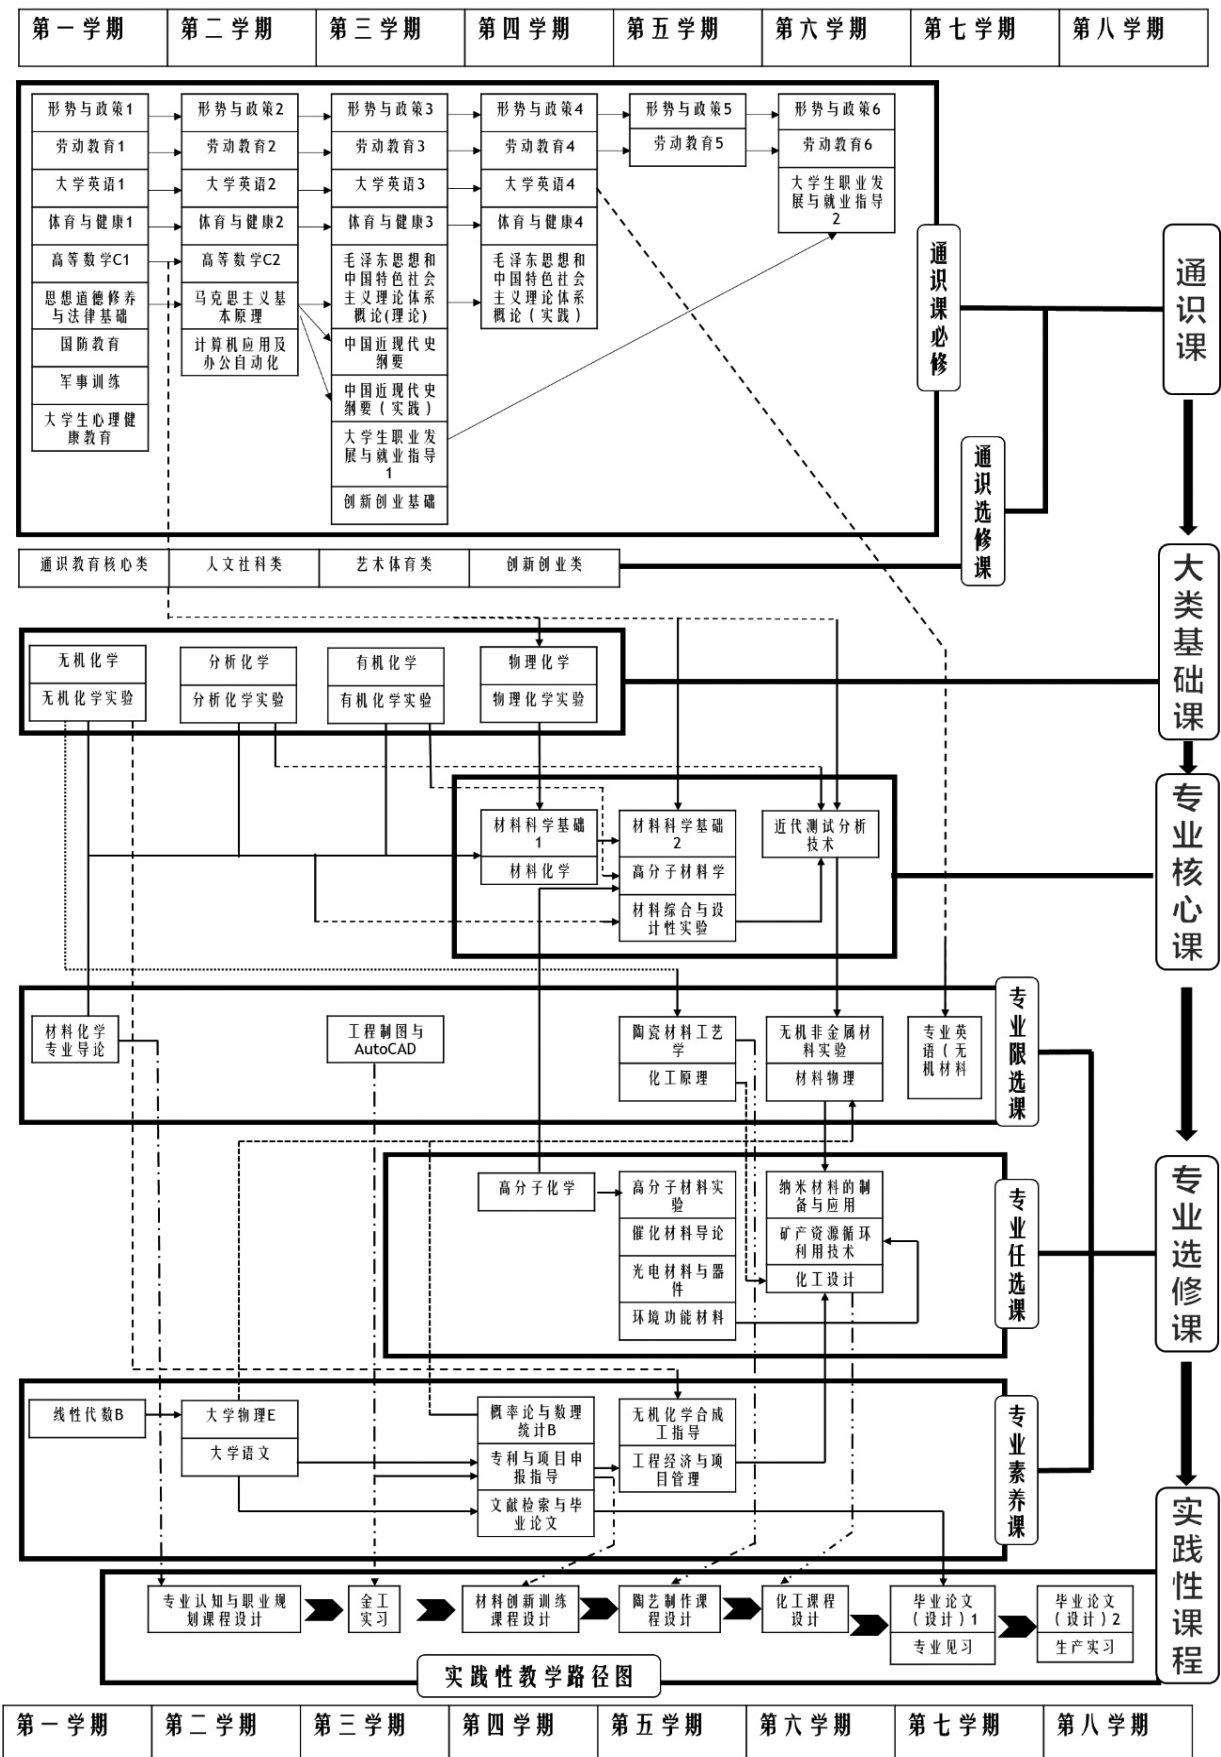 第一学期 第二学期 第三学期 第四学期 第五学期 第六学期 第七学期 第八学期
形势与政策1
劳动教育1
大学英语1
体育与健康1
高等数学C1
思想道德修养
与法律基础
国防教育
军事训练
大学生心理健
康教育
形势与政策2
劳动教育2
大学英语2
体育与健康2
高等数学C2
马克思主义基
本原理
计算机应用及
办公自动化
形势与政策3
劳动教育3
大学英语3
体育与健康3
毛泽东思想和
中国特色社会
主义理论体系
概论(理论)
中国近现代史
纲要
中国近现代史
纲要（实践）
大学生职业发
展与就业指导
1
创新创业基础
形势与政策4
劳动教育4
大学英语4
体育与健康4
毛泽东思想和
中国特色社会
主义理论体系
概论（实践）
形势与政策5
劳动教育5
形势与政策6
劳动教育6
大学生职业发
展与就业指导
2
通识课必修
通识选修课
通识课
通识教育核心类 人文社科类 艺术体育类 创新创业类
大类基础课
无机化学
无机化学实验
分析化学
分析化学实验
有机化学
有机化学实验
物理化学
物理化学实验
专业核心课
材料科学基础
1
材料化学
材料科学基础
2
高分子材料学
材料综合与设
计性实验
近代测试分析
技术
专业限选课
材料化学
专业导论
工程制图与
AutoCAD
陶瓷材料工艺
学
化工原理
无机非金属材
料实验
材料物理
专业英
语（无
机材料
专业选修课
专业任选课
高分子化学
高分子材料实
验
催化材料导论
光电材料与器
件
环境功能材料
纳米材料的制
备与应用
矿产资源循环
利用技术
化工设计
专业素养课
线性代数B
大学物理E
大学语文
概率论与数理
统计B
专利与项目申
报指导
文献检索与毕
业论文
无机化学合成
工指导
工程经济与项
目管理
实践性课程
专业认知与职业规
划课程设计
金工
实习
材料创新训练
课程设计
陶艺制作课
程设计
化工课程
设计
毕业论文
（设计）1
专业见习
毕业论文
（设计）2
生产实习
实践性教学路径图
第一学期 第二学期 第三学期 第四学期 第五学期 第六学期 第七学期 第八学期